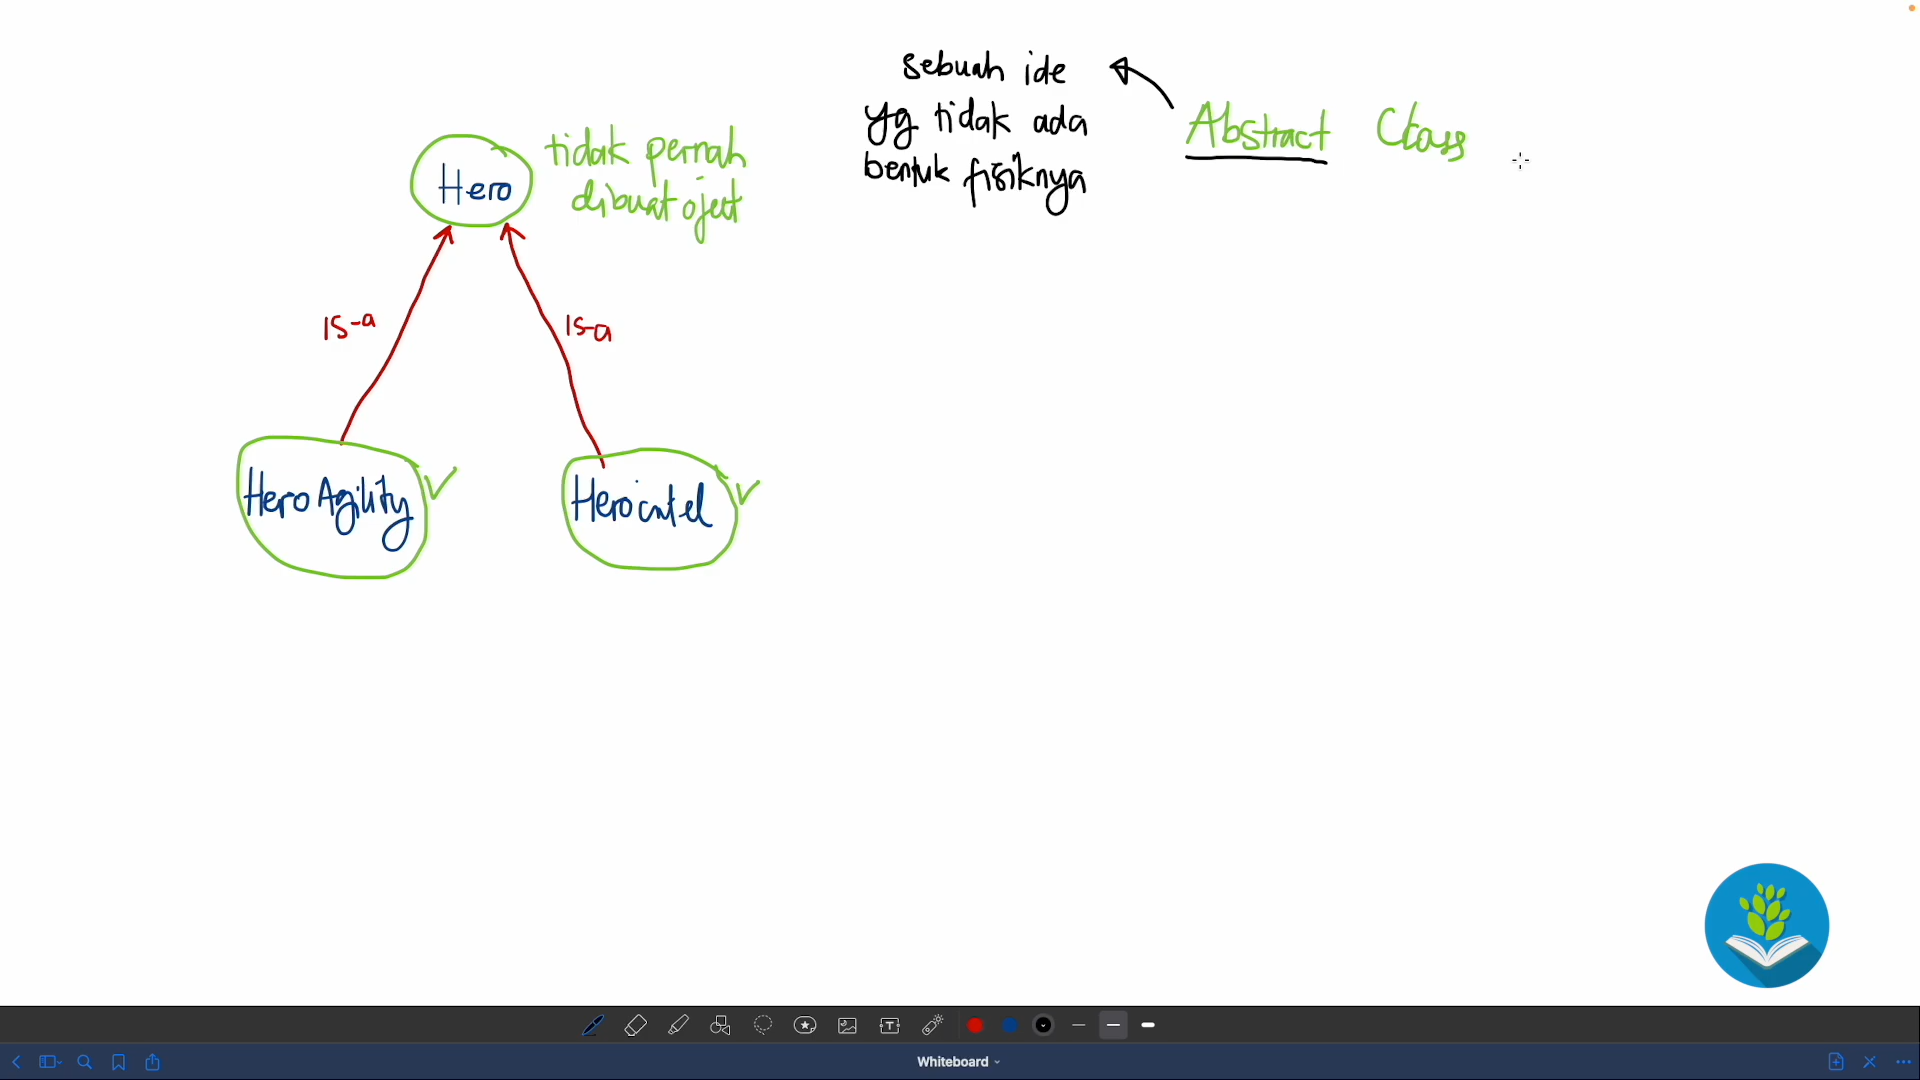 sebuah ide
yg tidak ada
bentuk fisiknya
Abstract Class
Hero
tidak pernah
dibuat oject
is-a
is-a
Hero Agility
Hero intel
Whiteboard